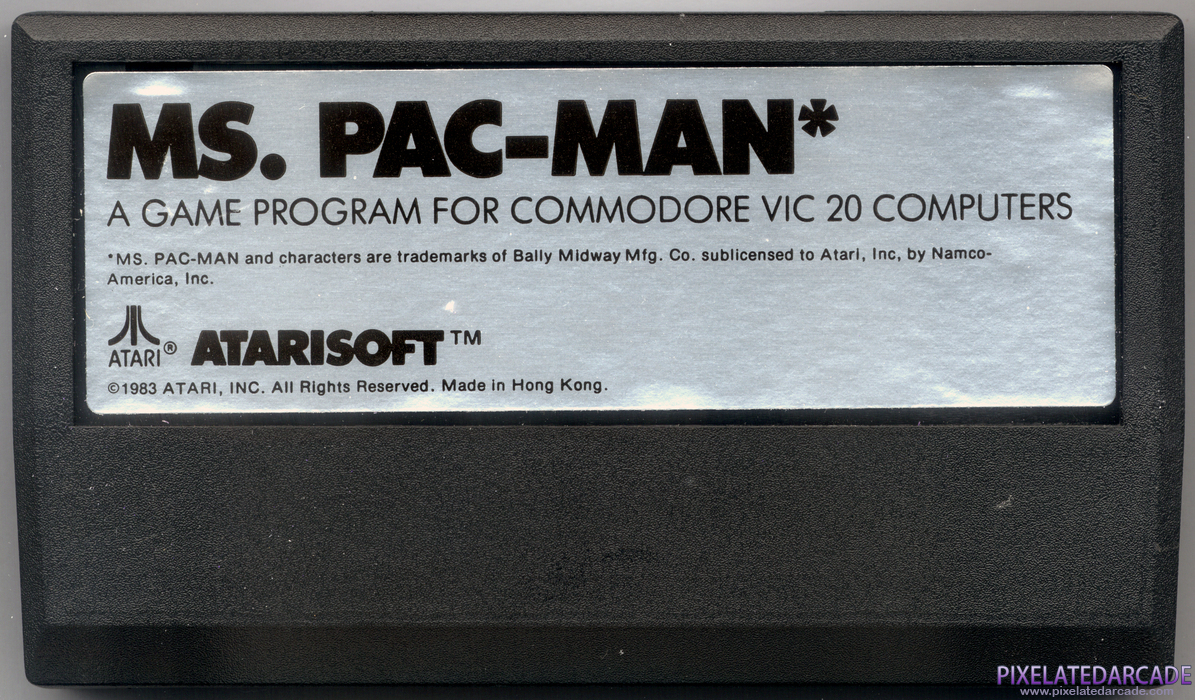 MS. PAC-MAN*
A GAME PROGRAM FOR COMMODORE VIC 20 COMPUTERS
*MS. PAC-MAN and characters are trademarks of Bally Midway Mfg. Co. sublicensed to Atari, Inc, by Namco-
America, Inc.
ATARI® ATARISOFT™
©1983 ATARI, INC. All Rights Reserved. Made in Hong Kong.
PIXELATEDARCADE
www.pixelatedarcade.com